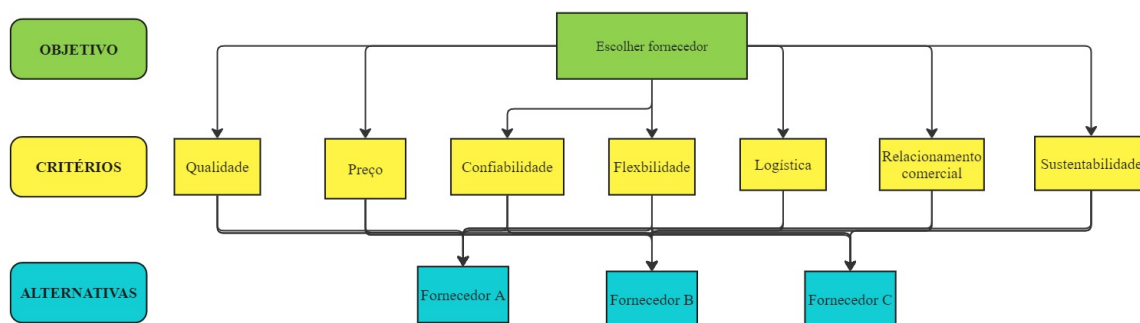 OBJETIVO
Escolher fornecedor
CRITÉRIOS
Qualidade
Preço
Confiabilidade
Flexbilidade
Logística
Relacionamento
comercial
Sustentabilidade
ALTERNATIVAS
Fornecedor A
Fornecedor B
Fornecedor C